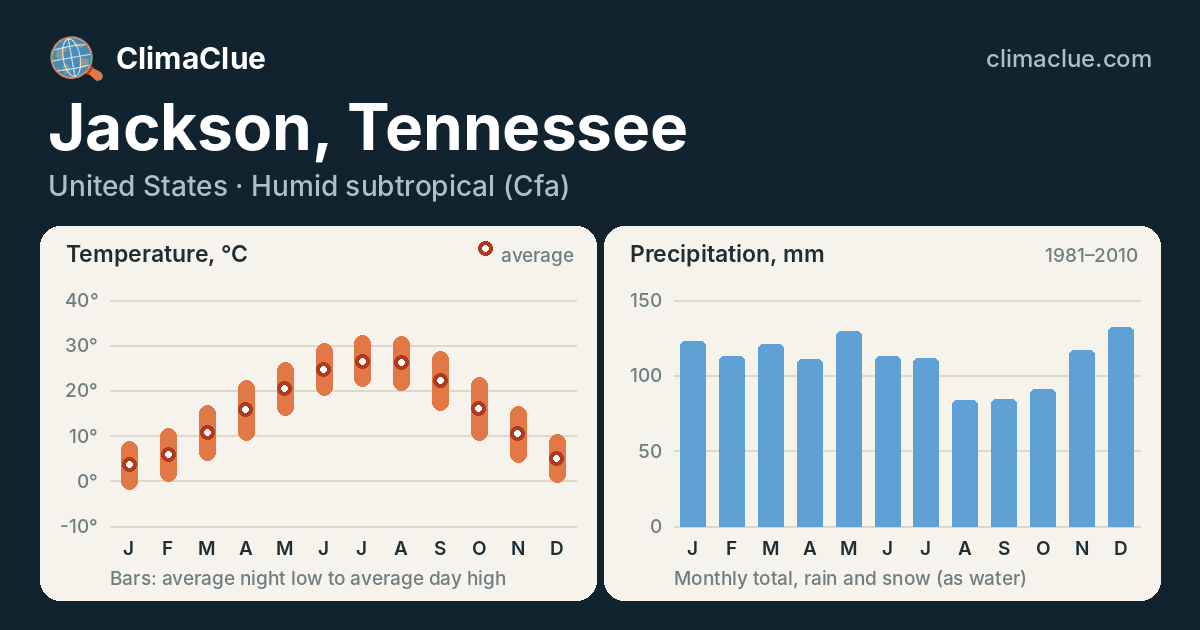 ClimaClue
climaclue.com
Jackson, Tennessee
United States · Humid subtropical (Cfa)
Temperature, °C
average
40°
30°
20°
10°
0°
-10°
J F M A M J J A S O N D
Bars: average night low to average day high
Precipitation, mm
1981–2010
150
100
50
0
J F M A M J J A S O N D
Monthly total, rain and snow (as water)